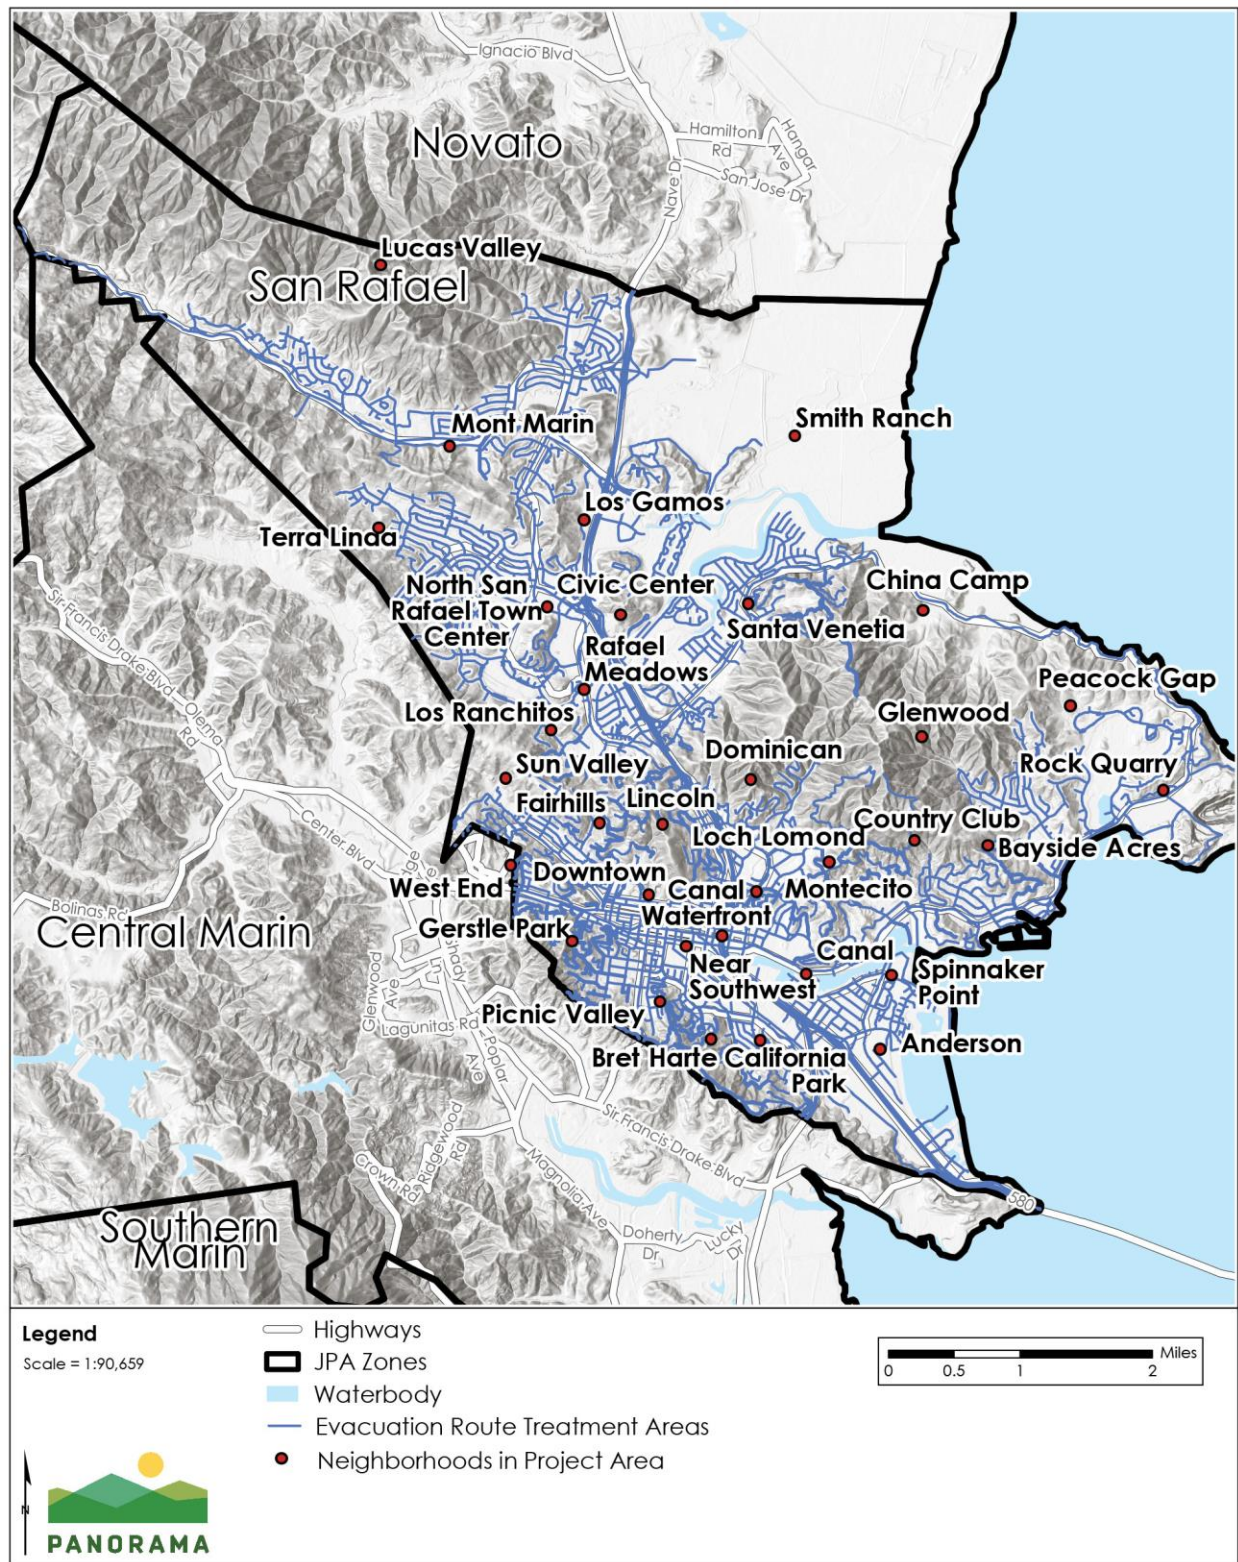 Ignacio Blvd
Novato
Hamilton
Rd
Hangar
Ave
San Jose Dr
Nave Dr
Lucas Valley
San Rafael
Mont Marin
Smith Ranch
Los Gamos
Terra Linda
North San
Rafael Town
Center
Civic Center
China Camp
Santa Venetia
Rafael
Meadows
Peacock Gap
Los Ranchitos
Glenwood
Sun Valley
Dominican
Rock Quarry
Fairhills
Lincoln
Country Club
Loch Lomond
Bayside Acres
West End
Downtown
Canal
Montecito
Waterfront
Gerstle Park
Near
Southwest
Canal
Spinnaker
Point
Picnic Valley
Bret Harte
California
Park
Anderson
Sir Francis Drake Blvd
Olema
Rd
Center Blvd
Bolinas Rd
Central Marin
Glenwood
Ave
Shady
Ln
Lagunitas Rd
Poplar
Ave
Ridgewood
Rd
Crown Rd
Magnolia Ave
Sir Francis Drake Blvd
Doherty
Dr
Lucky
Dr
580
Southern
Marin
Legend
Scale = 1:90,659
Highways
JPA Zones
Waterbody
Evacuation Route Treatment Areas
Neighborhoods in Project Area
Miles
0 0.5 1 2
N
PANORAMA